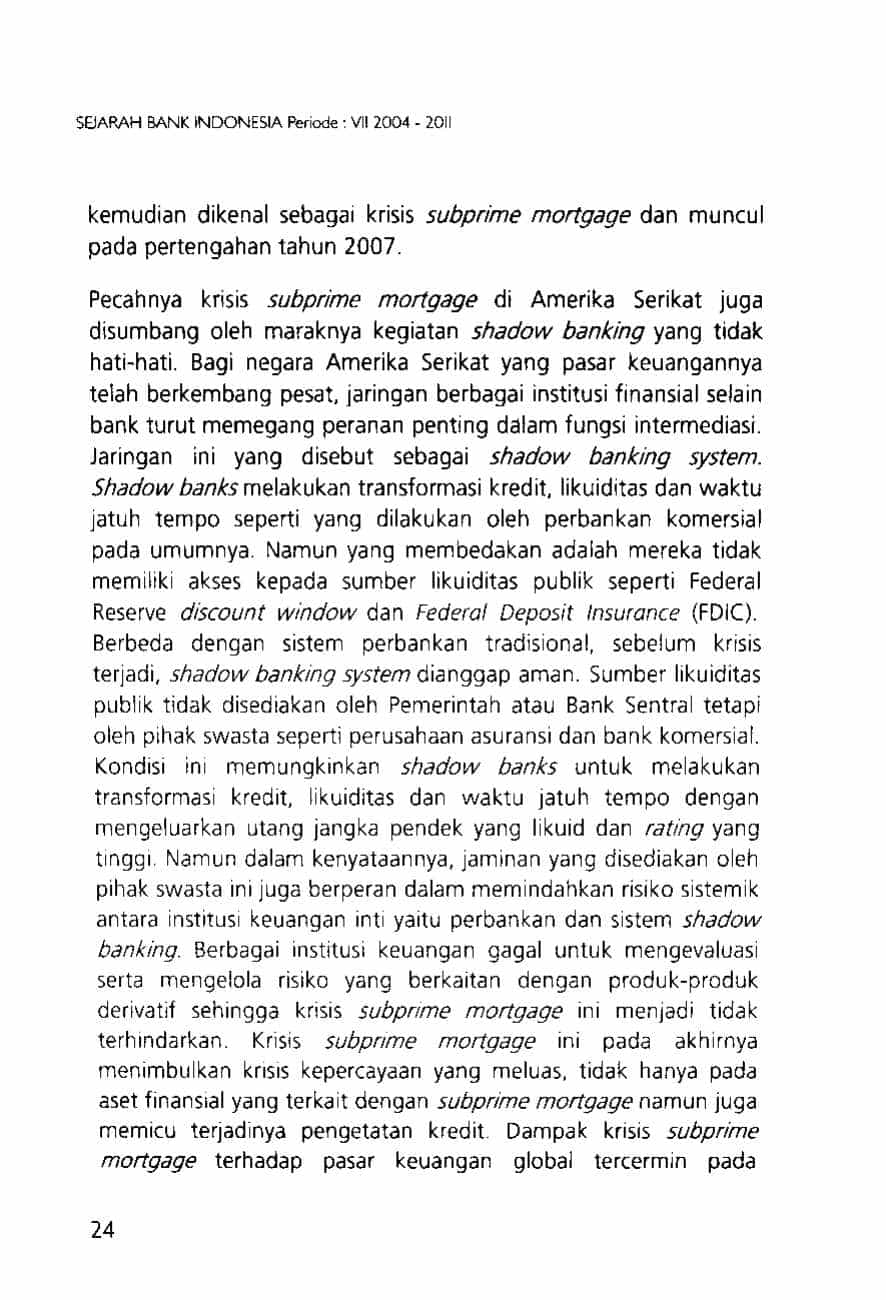 SEJARAH BANK INDONESIA Periode : VII 2004 - 2011
kemudian dikenal sebagai krisis subprime mortgage dan muncul
pada pertengahan tahun 2007.
Pecahnya krisis subprime mortgage di Amerika Serikat juga
disumbang oleh maraknya kegiatan shadow banking yang tidak
hati-hati. Bagi negara Amerika Serikat yang pasar keuangannya
telah berkembang pesat, jaringan berbagai institusi finansial selain
bank turut memegang peranan penting dalam fungsi intermediasi.
Jaringan ini yang disebut sebagai shadow banking system.
Shadow banks melakukan transformasi kredit, likuiditas dan waktu
jatuh tempo seperti yang dilakukan oleh perbankan komersial
pada umumnya. Namun yang membedakan adalah mereka tidak
memiliki akses kepada sumber likuiditas publik seperti Federal
Reserve discount window dan Federal Deposit Insurance (FDIC).
Berbeda dengan sistem perbankan tradisional, sebelum krisis
terjadi, shadow banking system dianggap aman. Sumber likuiditas
publik tidak disediakan oleh Pemerintah atau Bank Sentral tetapi
oleh pihak swasta seperti perusahaan asuransi dan bank komersial.
Kondisi ini memungkinkan shadow banks untuk melakukan
transformasi kredit, likuiditas dan waktu jatuh tempo dengan
mengeluarkan utang jangka pendek yang likuid dan rating yang
tinggi. Namun dalam kenyataannya, jaminan yang disediakan oleh
pihak swasta ini juga berperan dalam memindahkan risiko sistemik
antara institusi keuangan inti yaitu perbankan dan sistem shadow
banking. Berbagai institusi keuangan gagal untuk mengevaluasi
serta mengelola risiko yang berkaitan dengan produk-produk
derivatif sehingga krisis subprime mortgage ini menjadi tidak
terhindarkan. Krisis subprime mortgage ini pada akhirnya
menimbulkan krisis kepercayaan yang meluas, tidak hanya pada
aset finansial yang terkait dengan subprime mortgage namun juga
memicu terjadinya pengetatan kredit. Dampak krisis subprime
mortgage terhadap pasar keuangan global tercermin pada
24